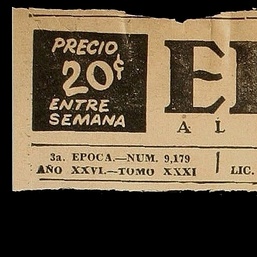 PRECIO
20¢
ENTRE
SEMANA
E
A L
3a. EPOCA.—NUM. 9,179
AÑO XXVI.—TOMO XXXI
LIC.